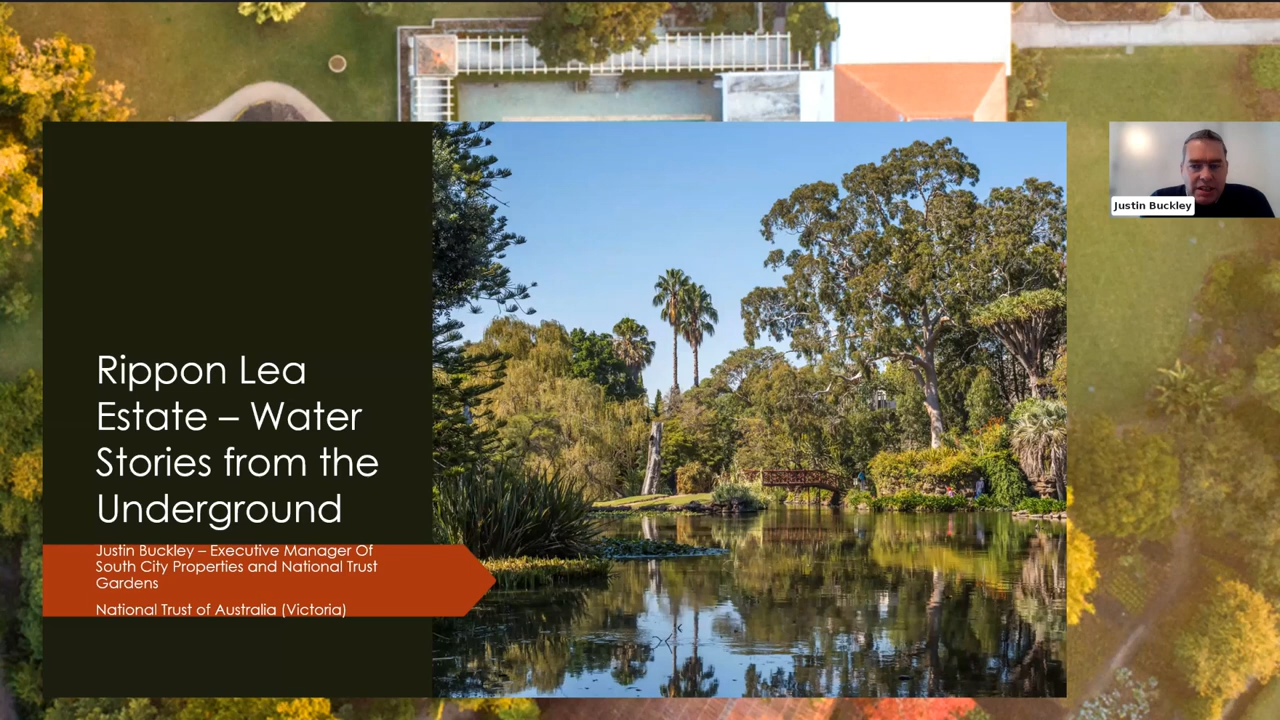 Rippon Lea
Estate – Water
Stories from the
Underground
Justin Buckley – Executive Manager Of
South City Properties and National Trust
Gardens
National Trust of Australia (Victoria)
Justin Buckley